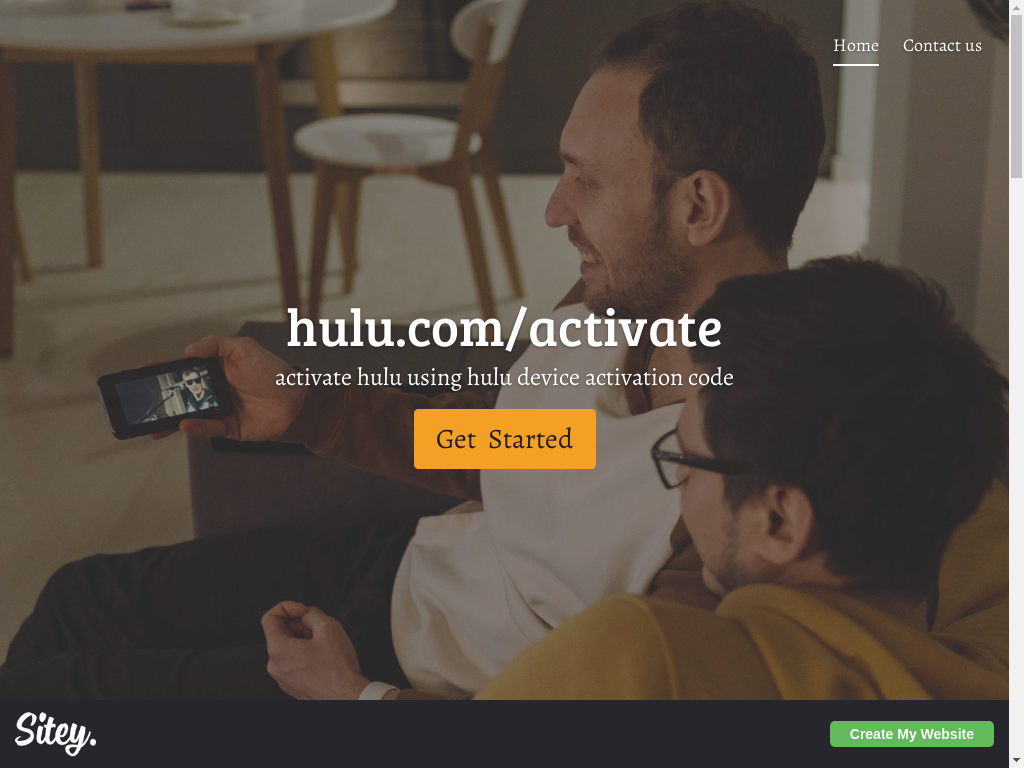 Home
Contact us
hulu.com/activate
activate hulu using hulu device activation code
Get Started
Sitey.
Create My Website